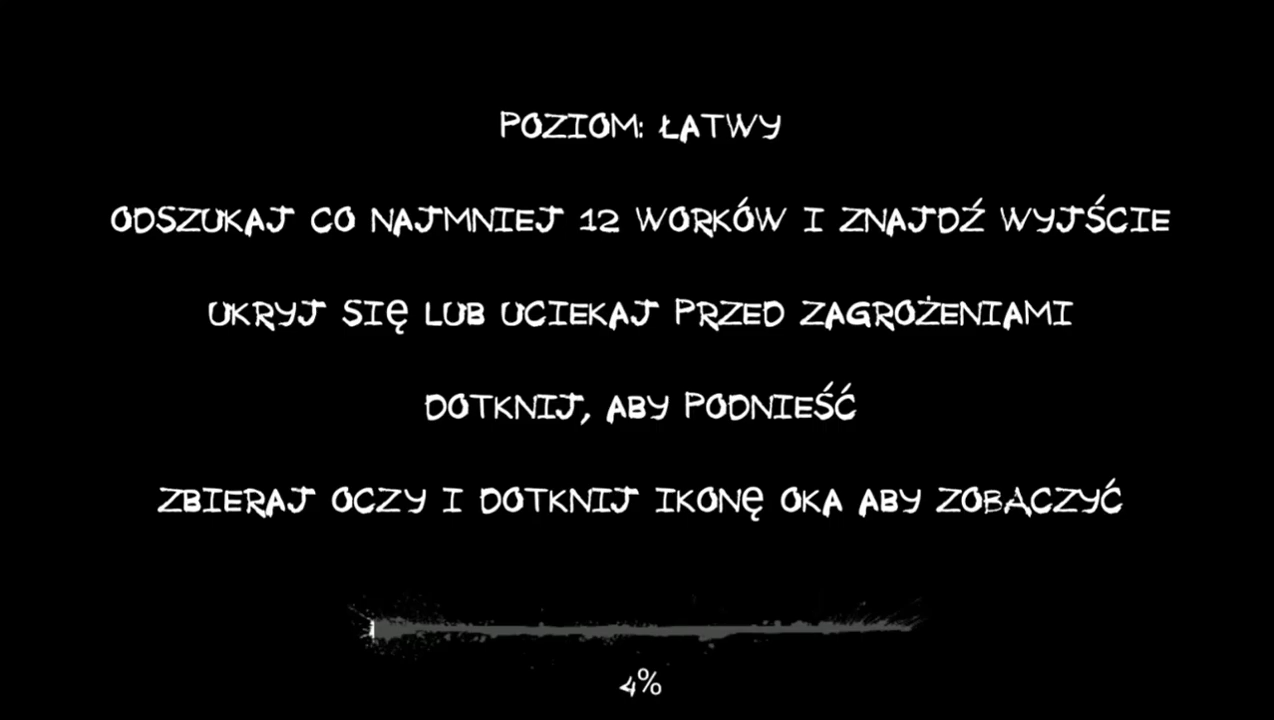 POZIOM: ŁATWY
ODSZUKAJ CO NAJMNIEJ 12 WORKÓW I ZNAJDŹ WYJŚCIE
UKRYJ SIĘ LUB UCIEKAJ PRZED ZAGROŻENIAMI
DOTKNIJ, ABY PODNIEŚĆ
ZBIERAJ OCZY I DOTKNIJ IKONĘ OKA ABY ZOBACZYĆ
4%